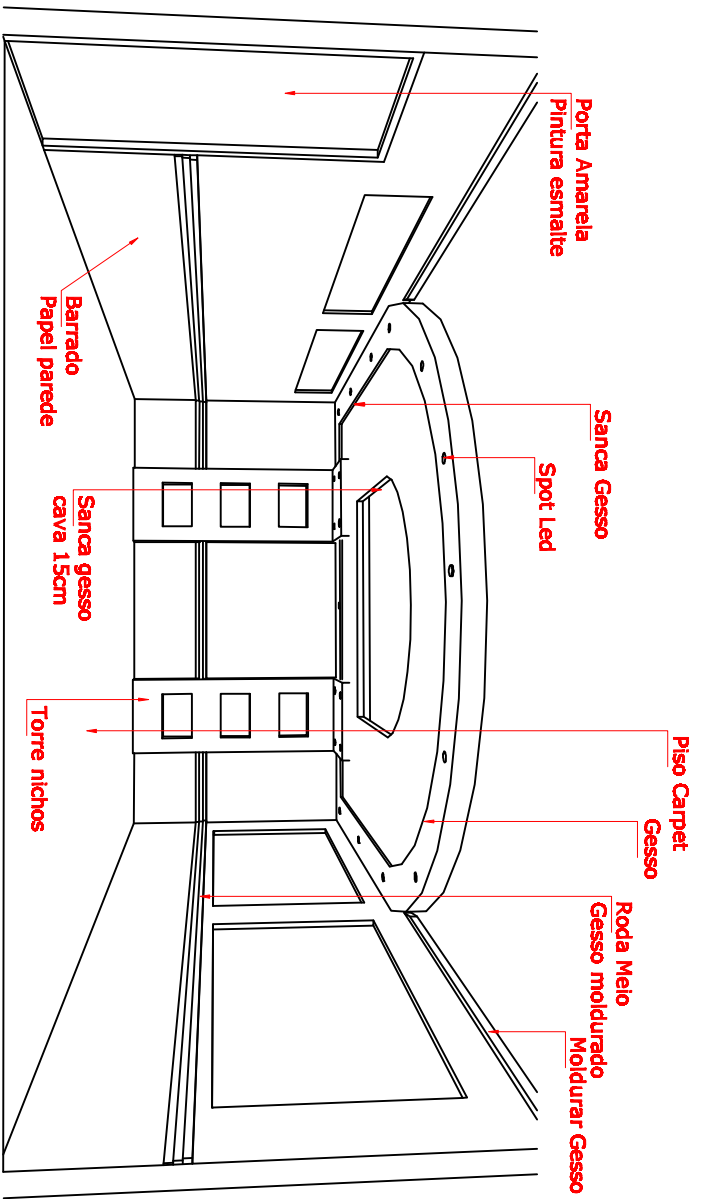 Porta Amarela
Pintura esmalte
Barrado
Papel parede
Sanca Gesso
Spot Led
Sanca gesso
cava 15cm
Torre nichos
Piso Carpet
Gesso
Roda Meio
Gesso moldurado
Moldurar Gesso